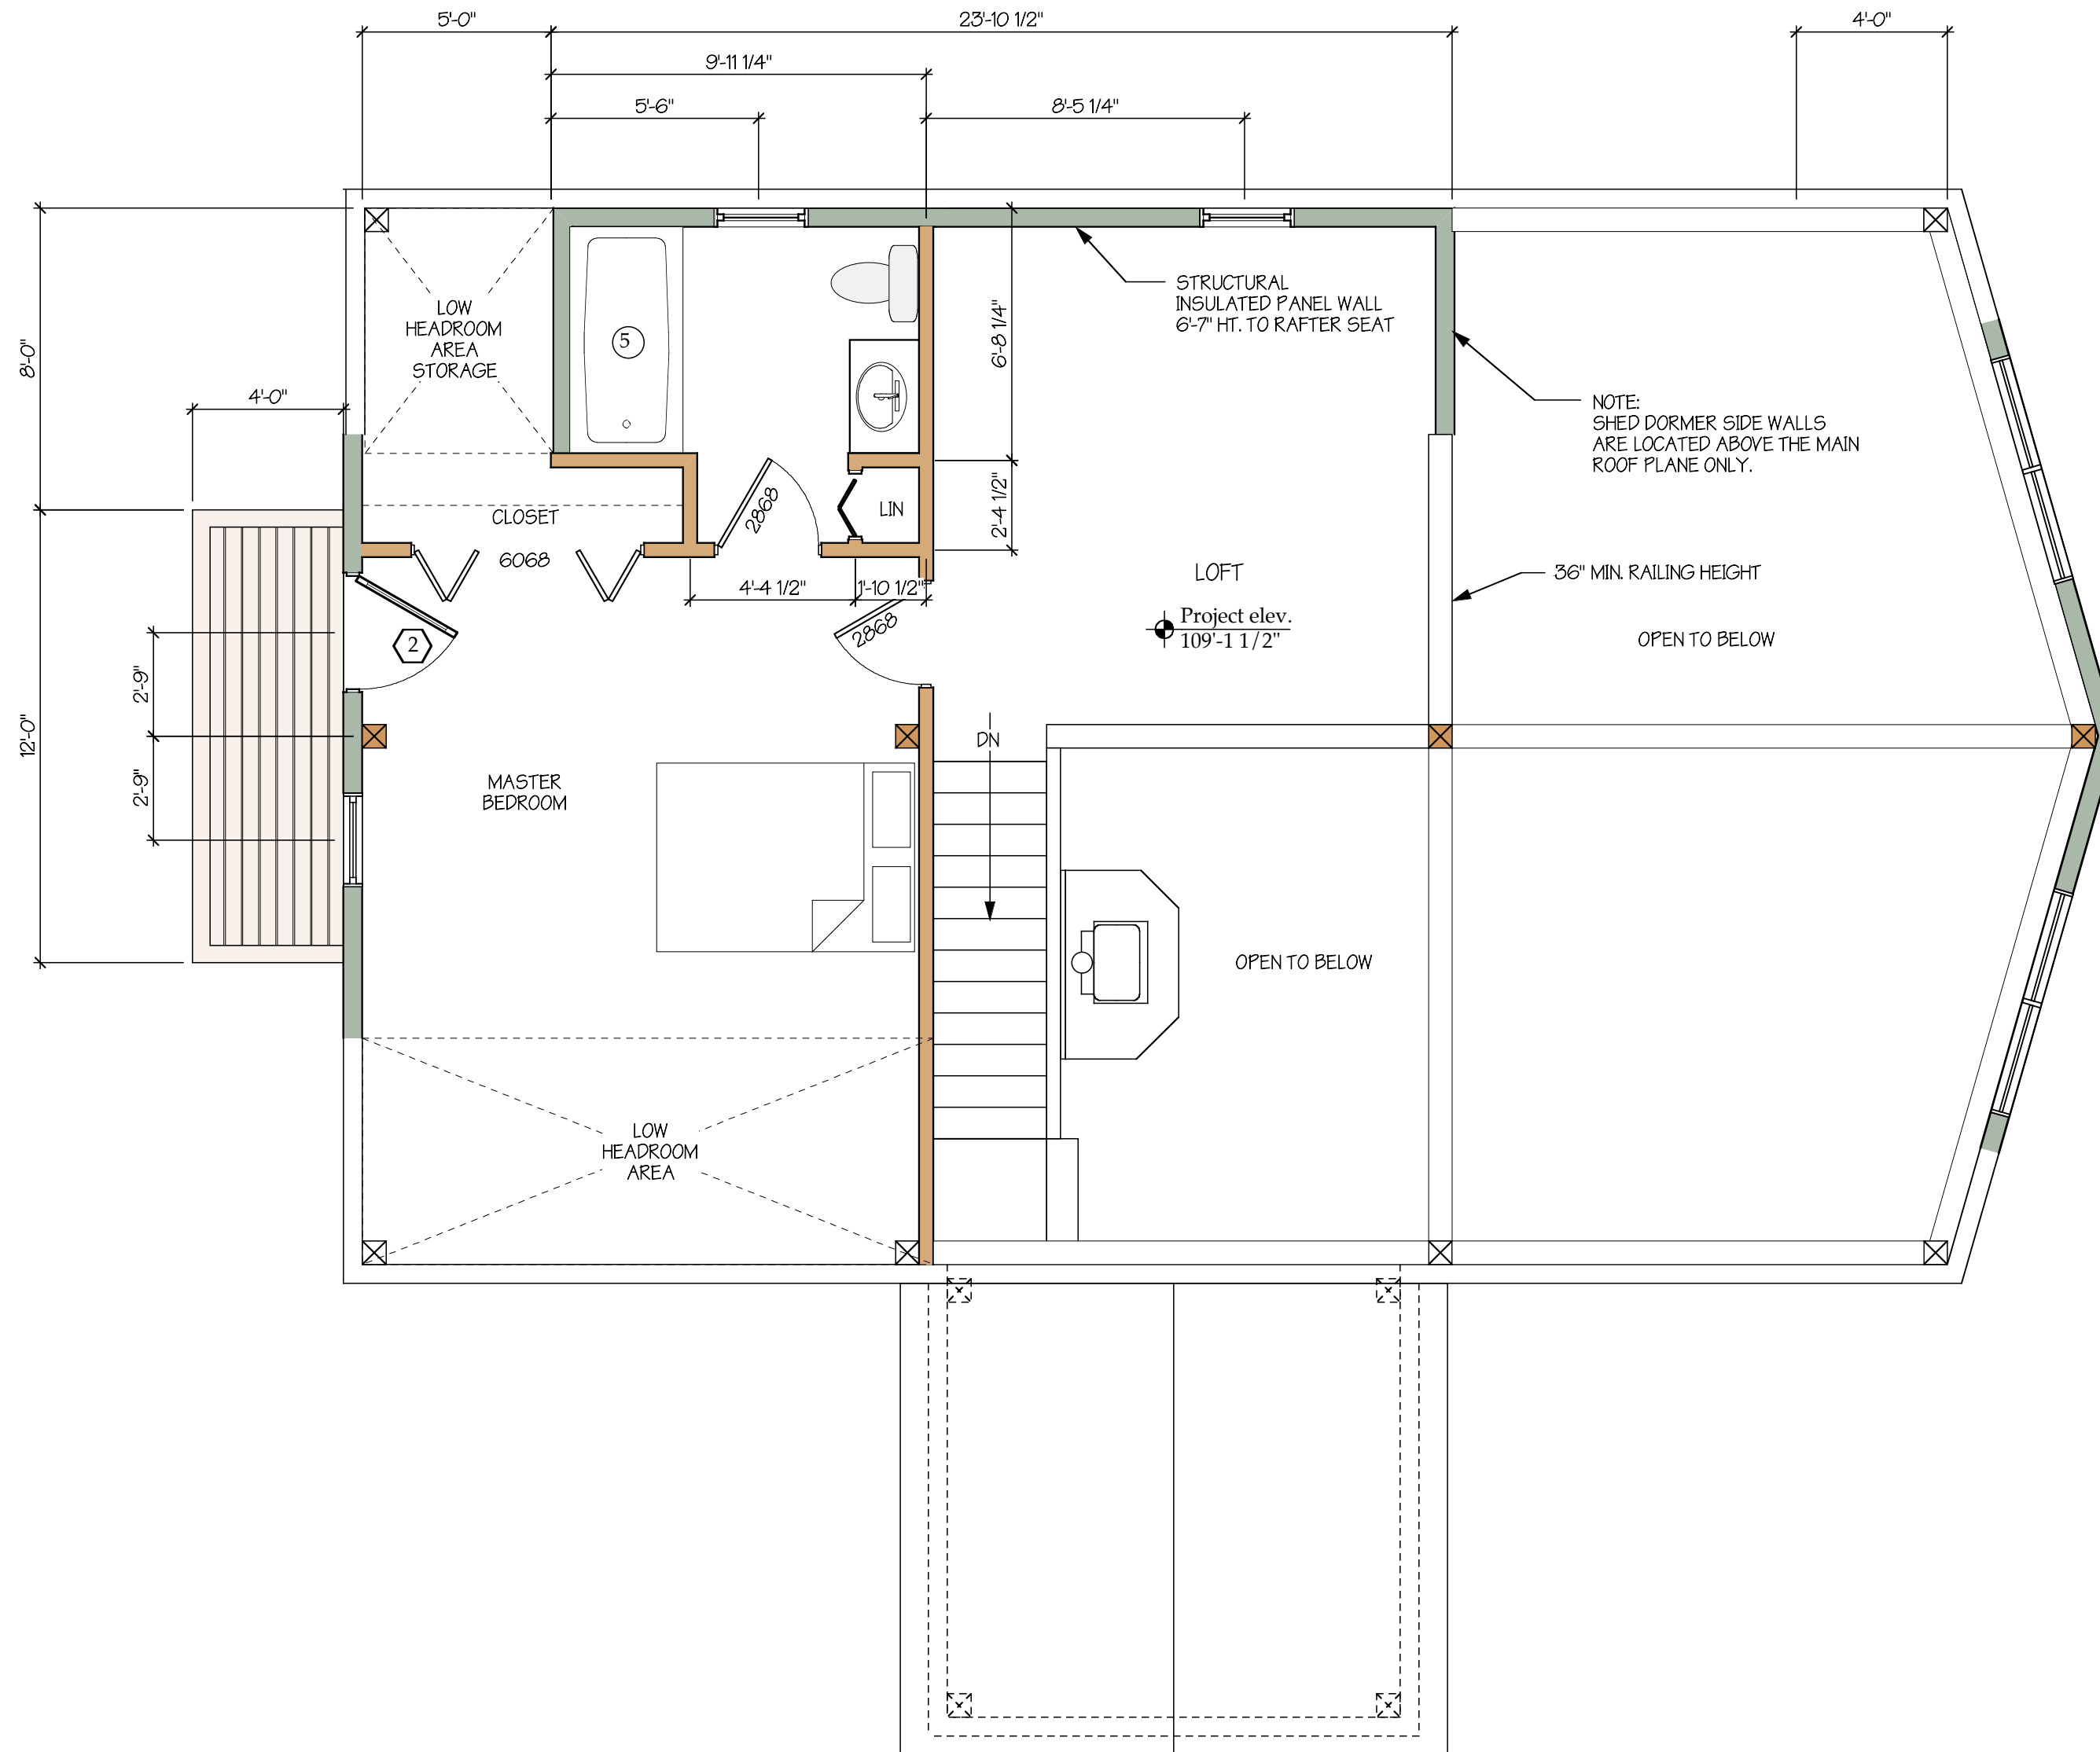 5'-0"
23'-10 1/2"
4'-0"
9'-11 1/4"
5'-6"
8'-5 1/4"
LOW
HEADROOM
AREA
STORAGE
5
STRUCTURAL
INSULATED PANEL WALL
6'-7" HT. TO RAFTER SEAT
6'-8 1/4"
8'-0"
4'-0"
NOTE:
SHED DORMER SIDE WALLS
ARE LOCATED ABOVE THE MAIN
ROOF PLANE ONLY.
CLOSET
6068
2868
LIN
2'-4 1/2"
4'-4 1/2"
1'-10 1/2"
2868
LOFT
36" MIN. RAILING HEIGHT
Project elev.
109'-1 1/2"
OPEN TO BELOW
2
2'-9"
12'-0"
2'-9"
DN
MASTER
BEDROOM
OPEN TO BELOW
LOW
HEADROOM
AREA